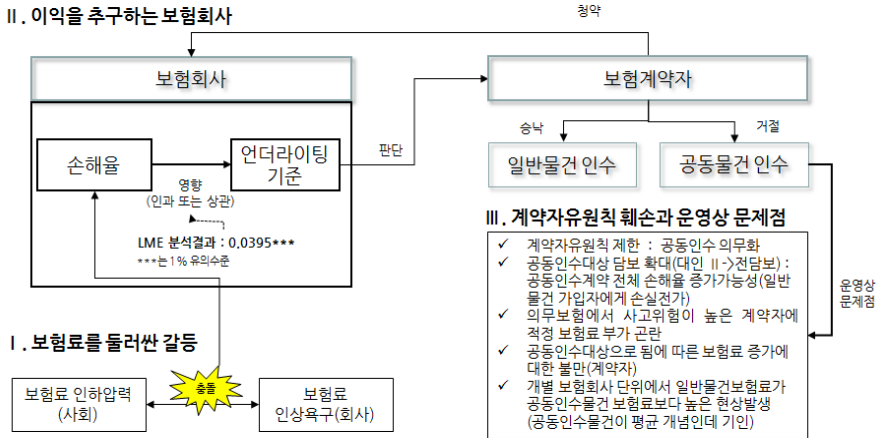 Ⅱ. 이익을 추구하는 보험회사
청약
보험회사
보험계약자
손해율
언더라이팅
기준
영향
(인과 또는 상관)
LME 분석결과 : 0.0395***
***는 1% 유의수준
판단
승낙
거절
일반물건 인수
공동물건 인수
Ⅲ. 계약자유원칙 훼손과 운영상 문제점
✓ 계약자유원칙 제한 : 공동인수 의무화
✓ 공동인수대상 담보 확대(대인 Ⅱ->전담보) :
공동인수계약 전체 손해율 증가가능성(일반
물건 가입자에게 손실전가)
✓ 의무보험에서 사고위험이 높은 계약자에
적정 보험료 부가 곤란
✓ 공동인수대상으로 됨에 따른 보험료 증가에
대한 불만(계약자)
✓ 개별 보험회사 단위에서 일반물건보험료가
공동인수물건 보험료보다 높은 현상발생
(공동인수물건이 평균 개념인데 기인)
운영상
문제점
Ⅰ. 보험료를 둘러싼 갈등
보험료 인하압력
(사회)
충돌
보험료
인상욕구(회사)